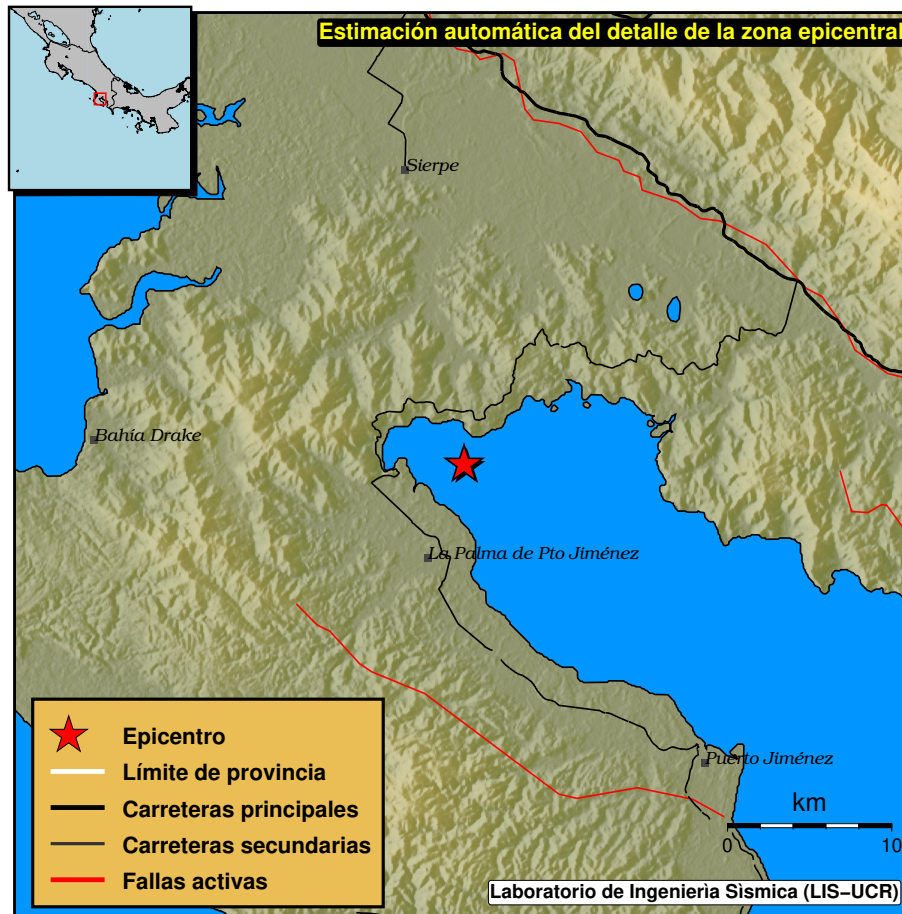 Estimación automática del detalle de la zona epicentral
Sierpe
Bahía Drake
La Palma de Pto Jiménez
Puerto Jiménez
Epicentro
Límite de provincia
Carreteras principales
Carreteras secundarias
Fallas activas
km
0 10
Laboratorio de Ingenierìa Sìsmica (LIS–UCR)